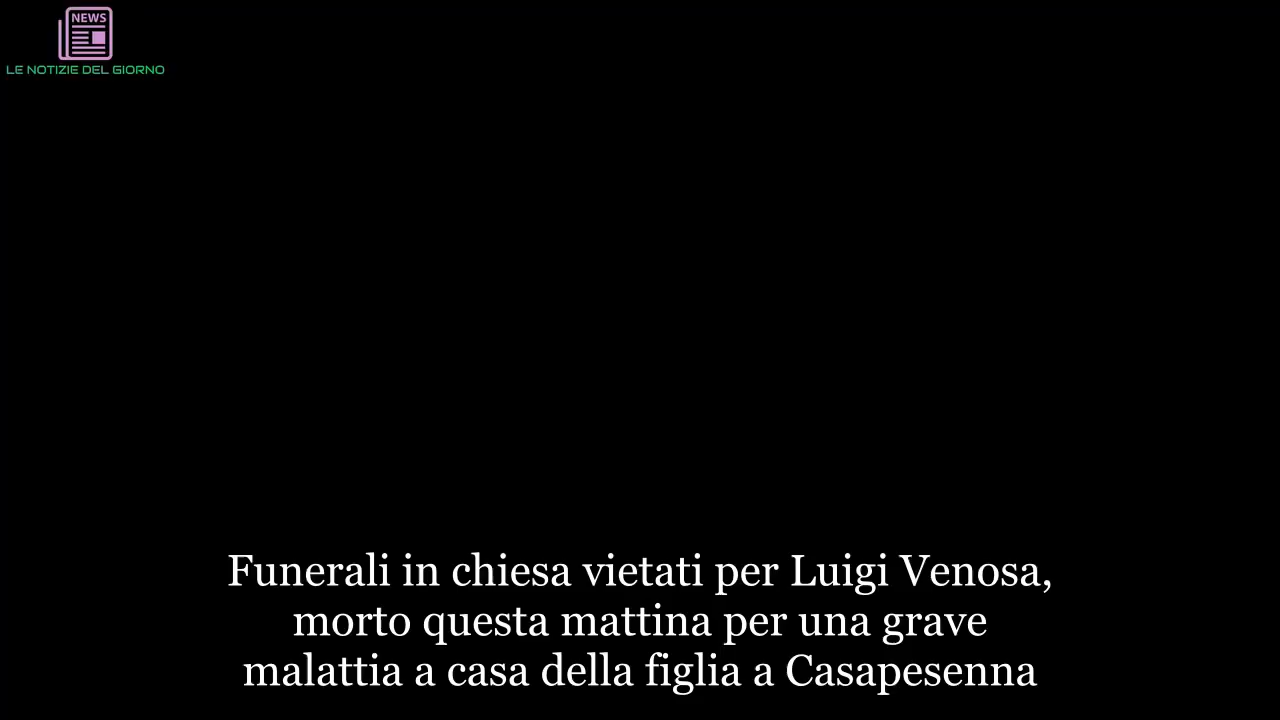 NEWS
LE NOTIZIE DEL GIORNO
Funerali in chiesa vietati per Luigi Venosa,
morto questa mattina per una grave
malattia a casa della figlia a Casapesenna